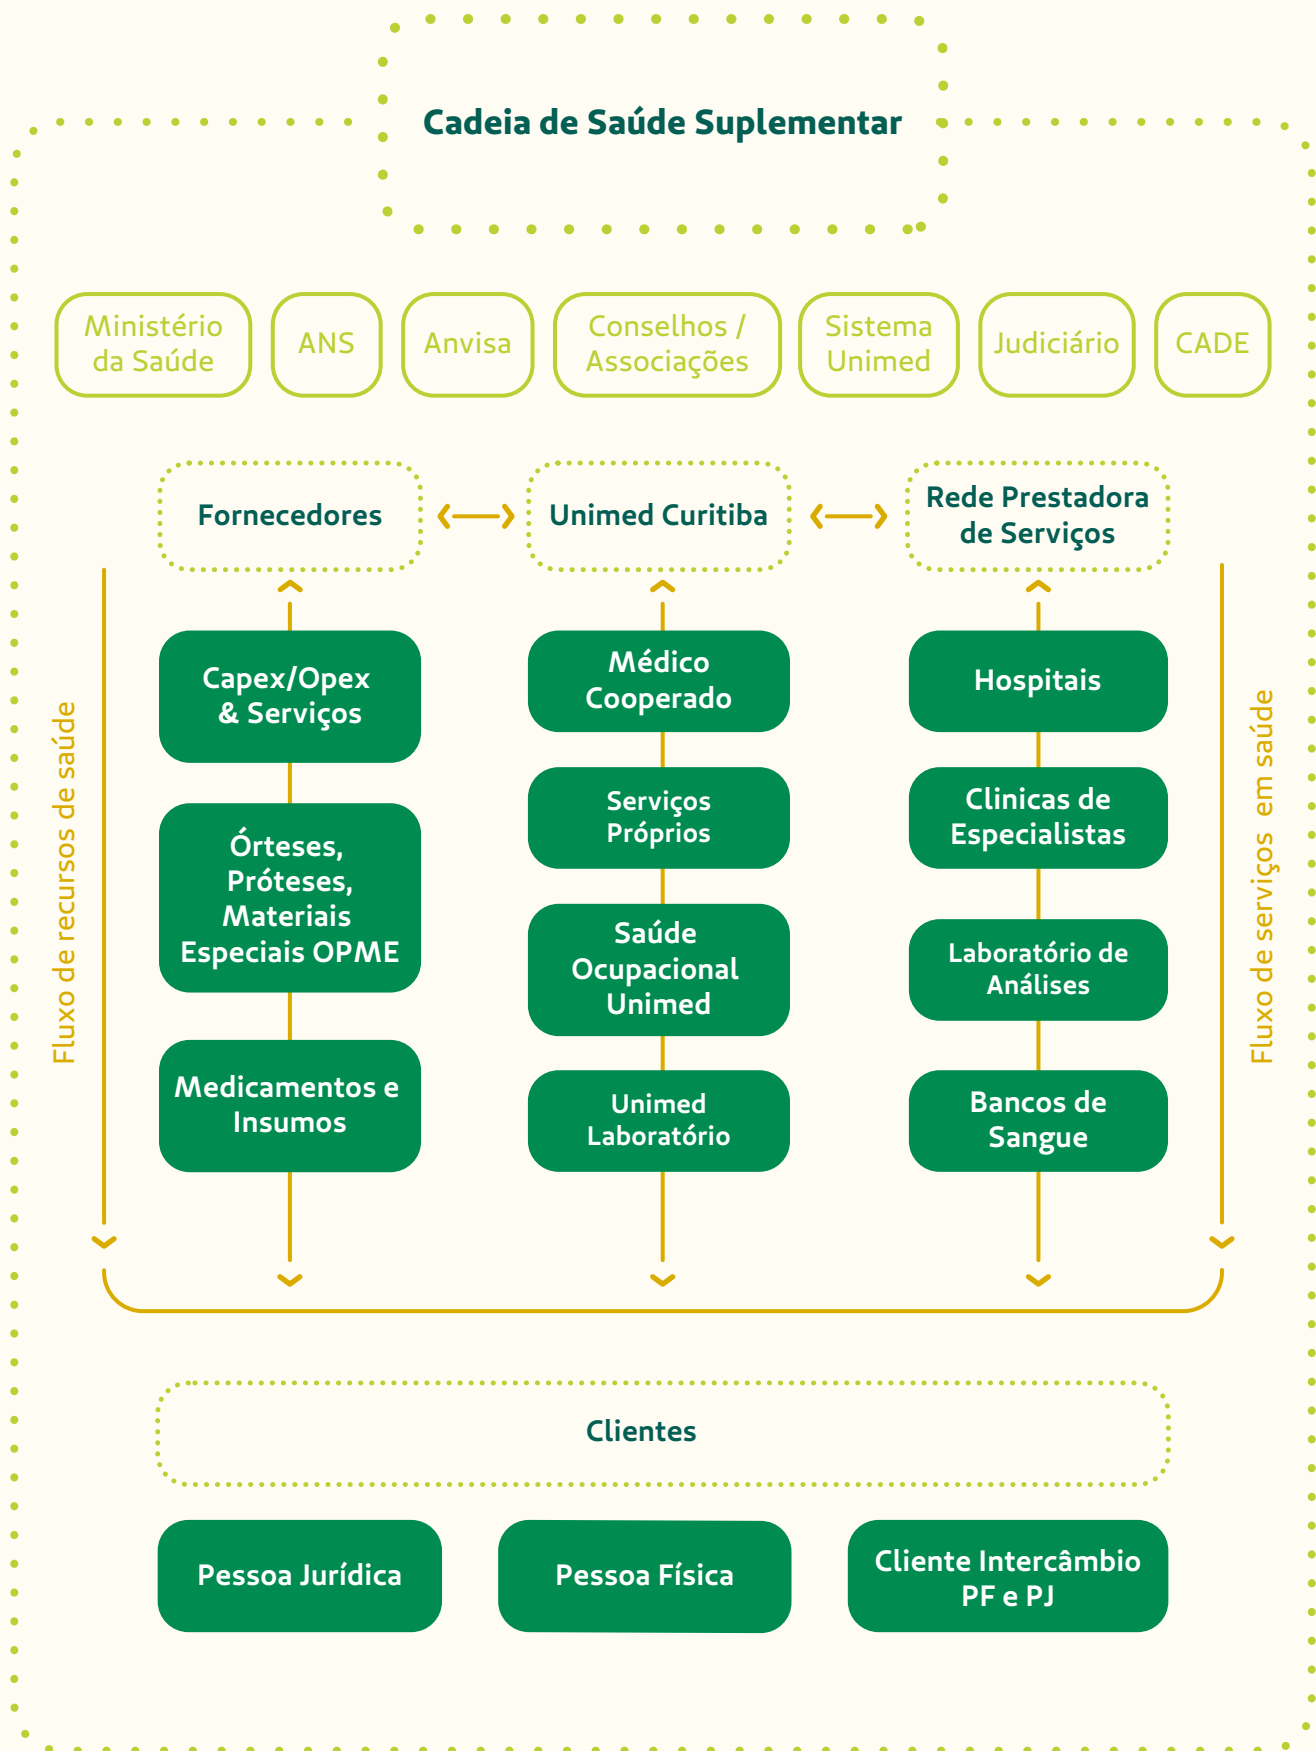 Cadeia de Saúde Suplementar
Ministério
da Saúde
ANS
Anvisa
Conselhos /
Associações
Sistema
Unimed
Judiciário
CADE
Fornecedores
Unimed Curitiba
Rede Prestadora
de Serviços
Fluxo de recursos de saúde
Capex/Opex
& Serviços
Órteses,
Próteses,
Materiais
Especiais OPME
Medicamentos e
Insumos
Médico
Cooperado
Serviços
Próprios
Saúde
Ocupacional
Unimed
Unimed
Laboratório
Hospitais
Clinicas de
Especialistas
Laboratório de
Análises
Bancos de
Sangue
Fluxo de serviços em saúde
Clientes
Pessoa Jurídica
Pessoa Física
Cliente Intercâmbio
PF e PJ